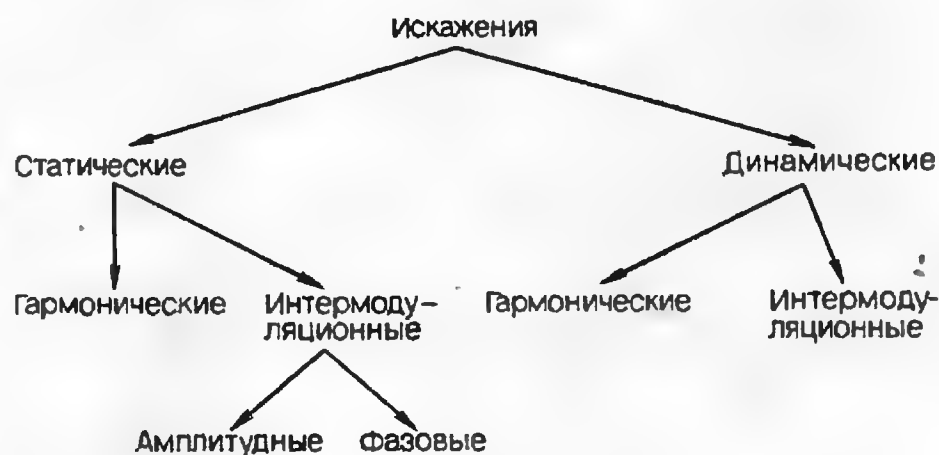 Искажения
Статические
Динамические
Гармонические
Интермоду-
ляционные
Гармонические
Интермоду-
ляционные
Амплитудные
Фазовые